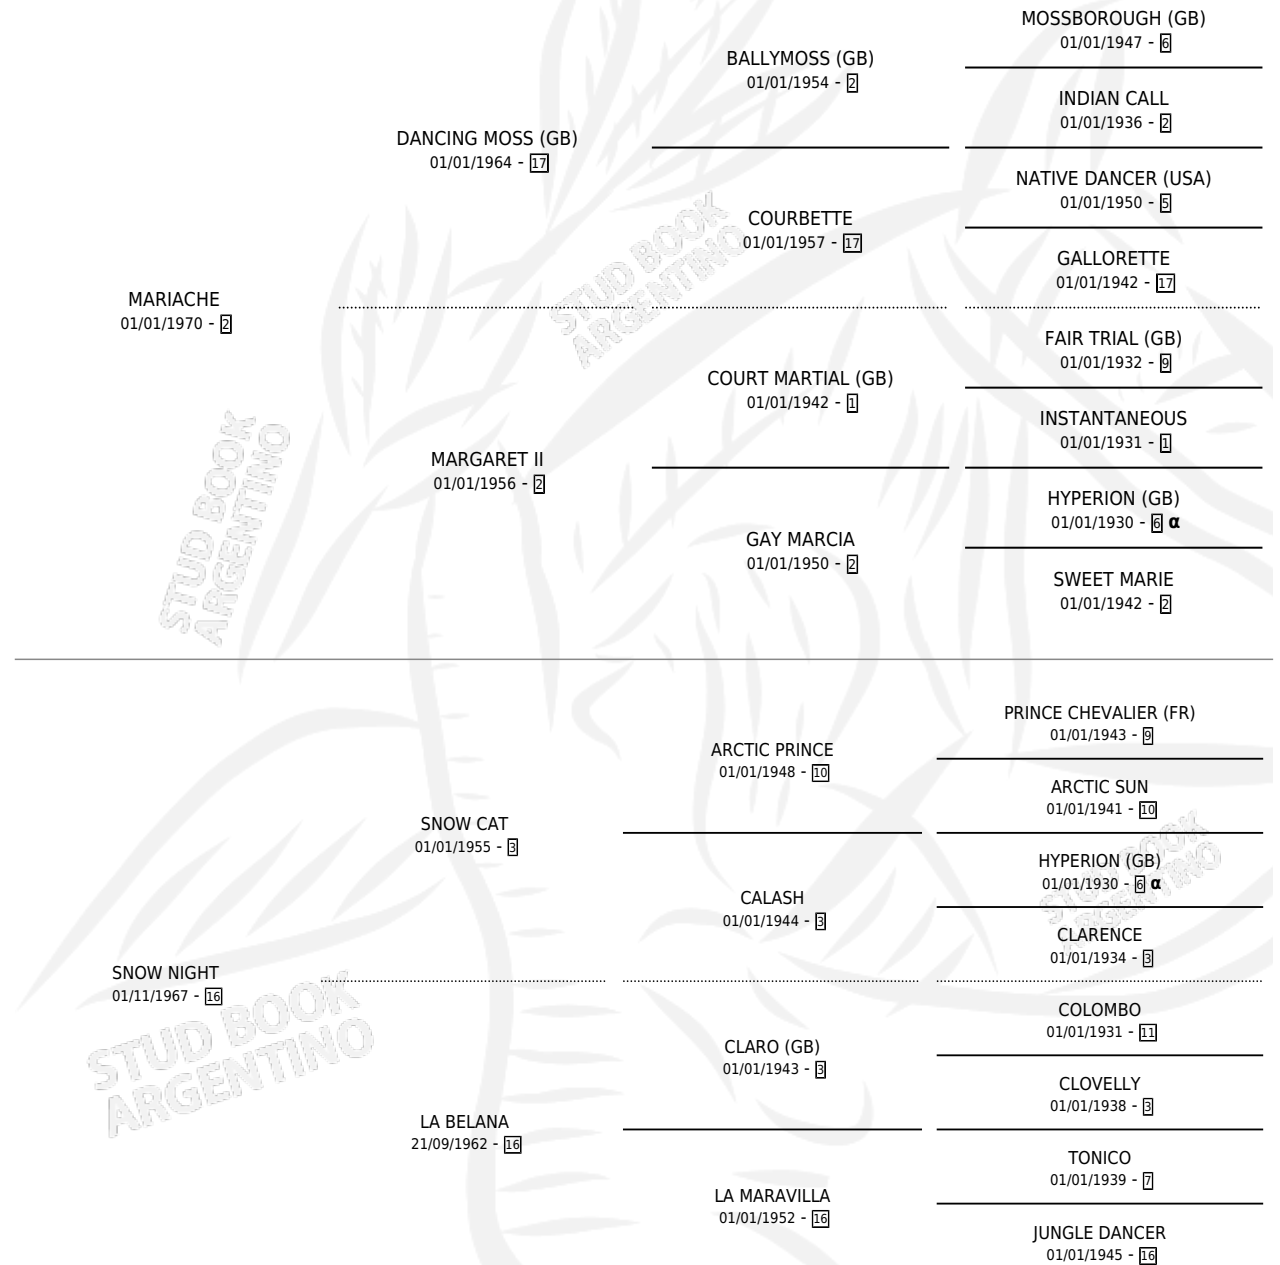 MOSSBOROUGH (GB)
01/01/1947 - 6
BALLYMOSS (GB)
01/01/1954 - 2
INDIAN CALL
01/01/1936 - 2
DANCING MOSS (GB)
01/01/1964 - 17
NATIVE DANCER (USA)
01/01/1950 - 5
COURBETTE
01/01/1957 - 17
GALLORETTE
01/01/1942 - 17
MARIACHE
01/01/1970 - 2
FAIR TRIAL (GB)
01/01/1932 - 9
COURT MARTIAL (GB)
01/01/1942 - 1
INSTANTANEOUS
01/01/1931 - 1
MARGARET II
01/01/1956 - 2
HYPERION (GB)
01/01/1930 - 6 α
GAY MARCIA
01/01/1950 - 2
SWEET MARIE
01/01/1942 - 2
PRINCE CHEVALIER (FR)
01/01/1943 - 9
ARCTIC PRINCE
01/01/1948 - 10
ARCTIC SUN
01/01/1941 - 10
SNOW CAT
01/01/1955 - 3
HYPERION (GB)
01/01/1930 - 6 α
CALASH
01/01/1944 - 3
CLARENCE
01/01/1934 - 3
SNOW NIGHT
01/11/1967 - 16
COLOMBO
01/01/1931 - 11
CLARO (GB)
01/01/1943 - 3
CLOVELLY
01/01/1938 - 3
LA BELANA
21/09/1962 - 16
TONICO
01/01/1939 - 7
LA MARAVILLA
01/01/1952 - 16
JUNGLE DANCER
01/01/1945 - 16
STUD BOOK
ARGENTINO
STUD BOOK
ARGENTINO
STUD BOOK
ARGENTINO
STUD BOOK
ARGENTINO